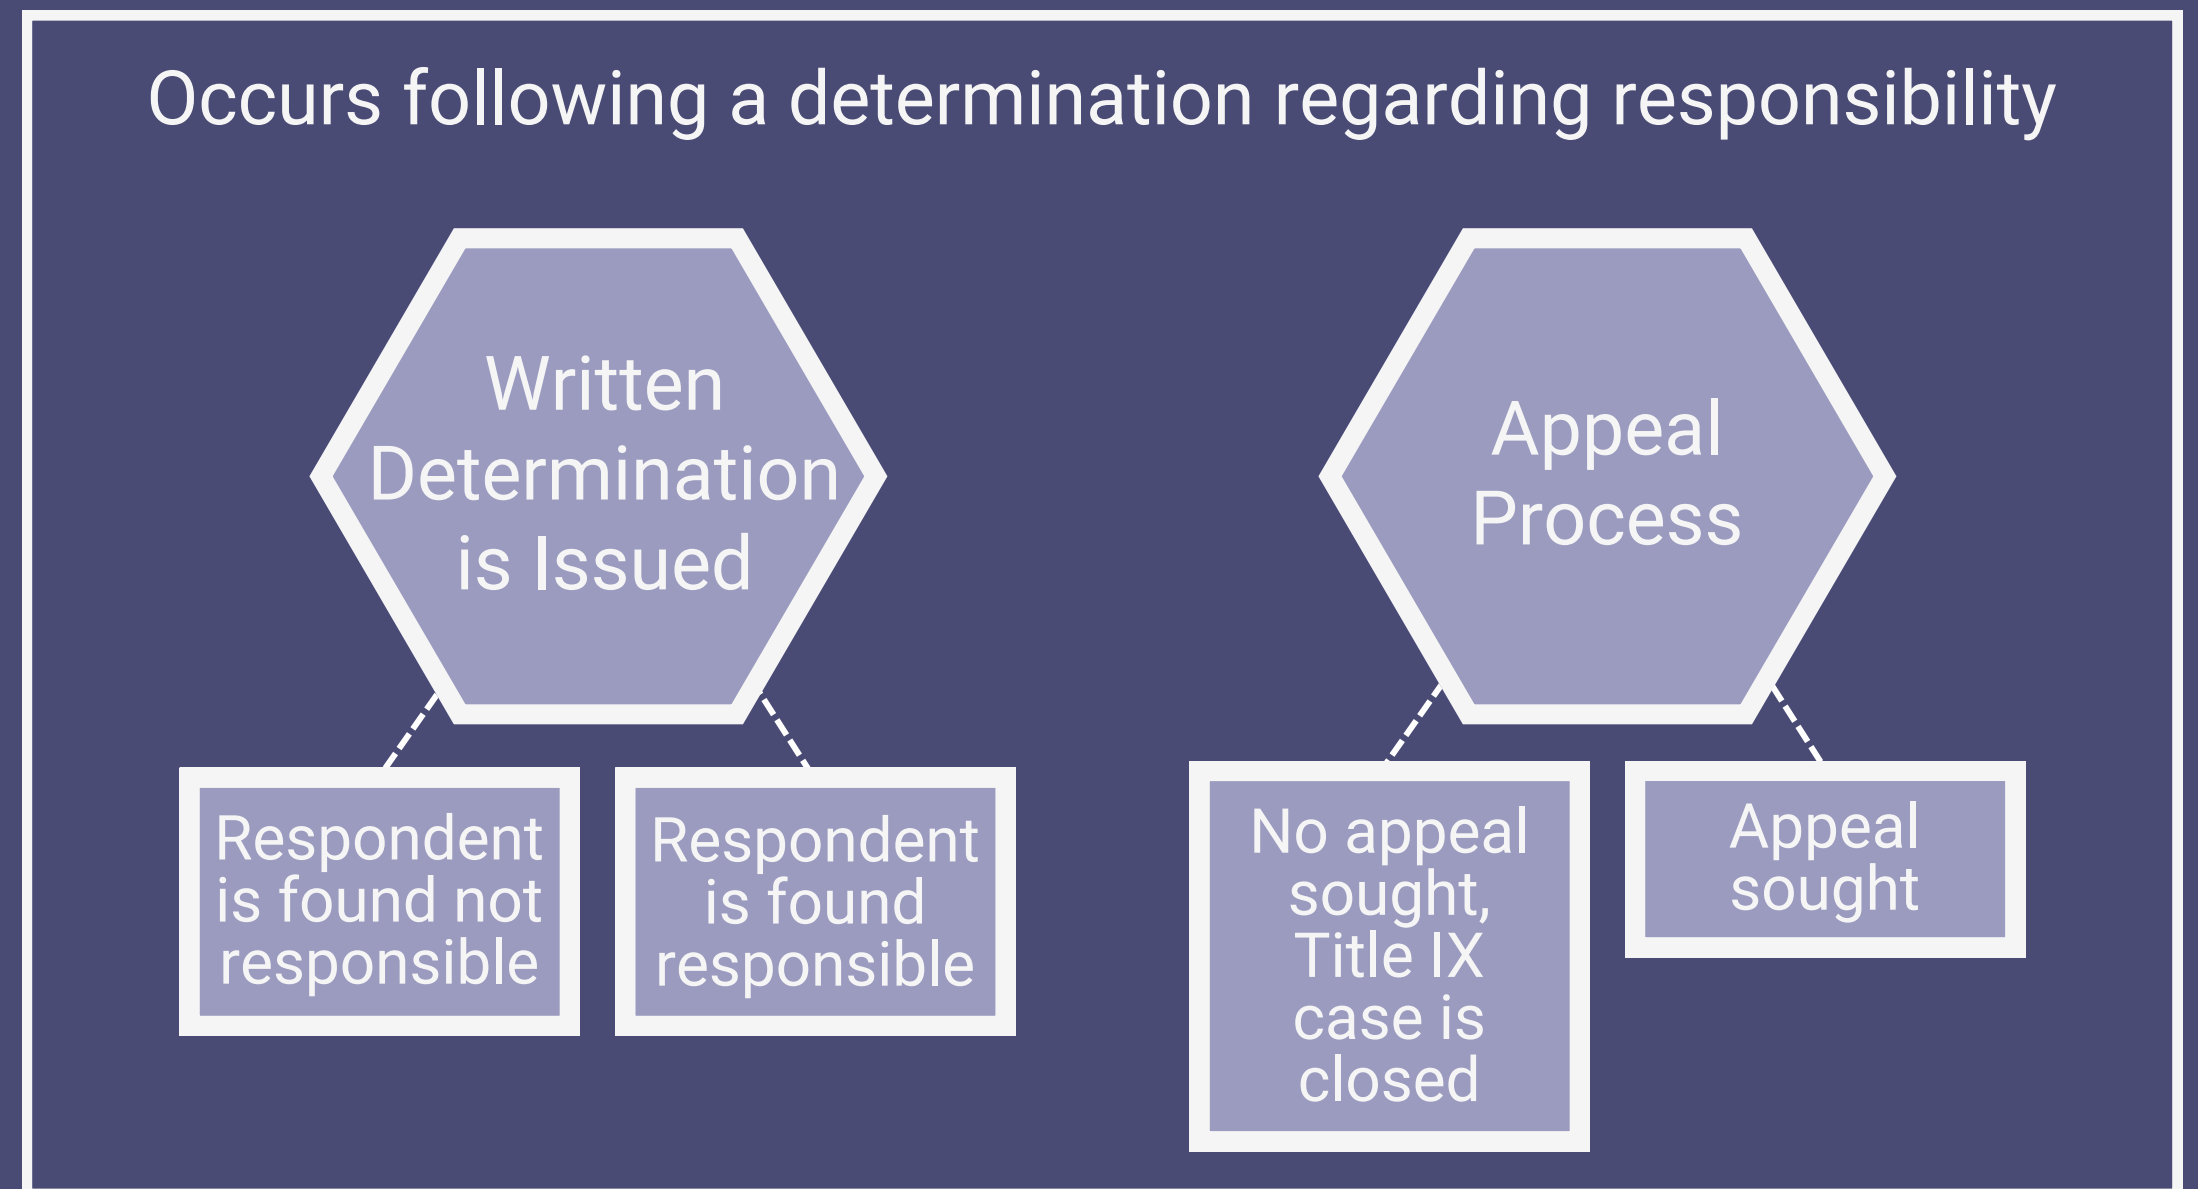 Occurs following a determination regarding responsibility
Written
Determination
is Issued
Respondent
is found not
responsible
Respondent
is found
responsible
Appeal
Process
No appeal
sought,
Title IX
case is
closed
Appeal
sought